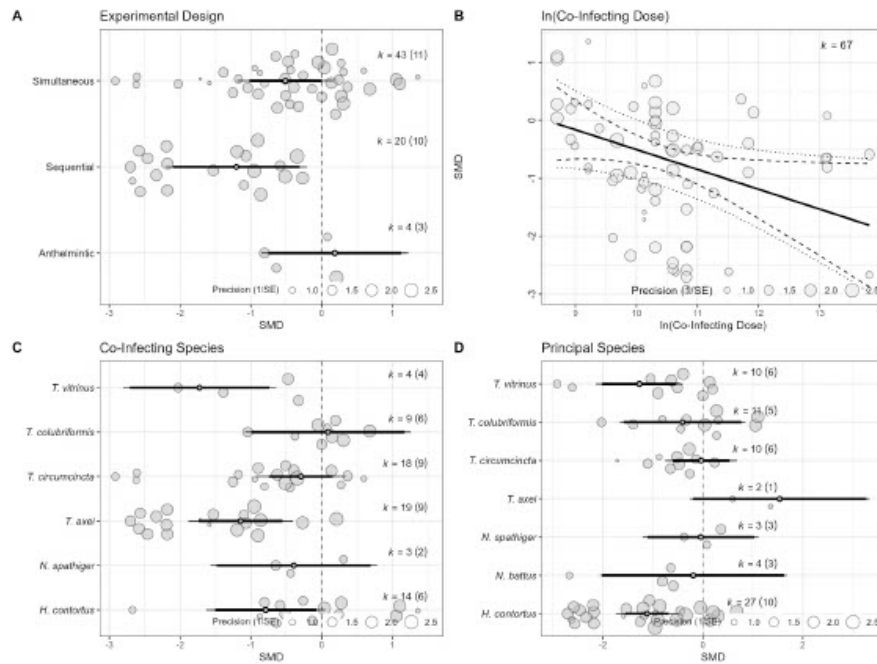 A
Experimental Design
k = 43 (11)
Simultaneous
k = 20 (10)
Sequential
k = 4 (3)
Anthelmintic
Precision (1/SE) 1.0 1.5 2.0 2.5
-3 -2 -1 0 1
SMD
B
ln(Co-Infecting Dose)
k = 67
1
0
-1
-2
-3
SMD
Precision (1/SE) 1.0 1.5 2.0 2.5
9 10 11 12 13
ln(Co-Infecting Dose)
C
Co-Infecting Species
T. vitrinus
k = 4 (4)
T. colubriformis
k = 9 (6)
T. circumcincta
k = 18 (9)
T. axei
k = 19 (9)
N. spathiger
k = 3 (2)
H. contortus
k = 14 (6)
Precision (1/SE) 1.0 1.5 2.0 2.5
-3 -2 -1 0 1
SMD
D
Principal Species
T. vitrinus
k = 10 (6)
T. colubriformis
k = (5)
T. circumcincta
k = 10 (6)
T. axei
k = 2 (1)
N. spathiger
k = 3 (3)
N. battus
k = 4 (3)
H. contortus
k = 27 (10)
Precision (1/SE) 1.0 1.5 2.0 2.5
-2 0 2
SMD